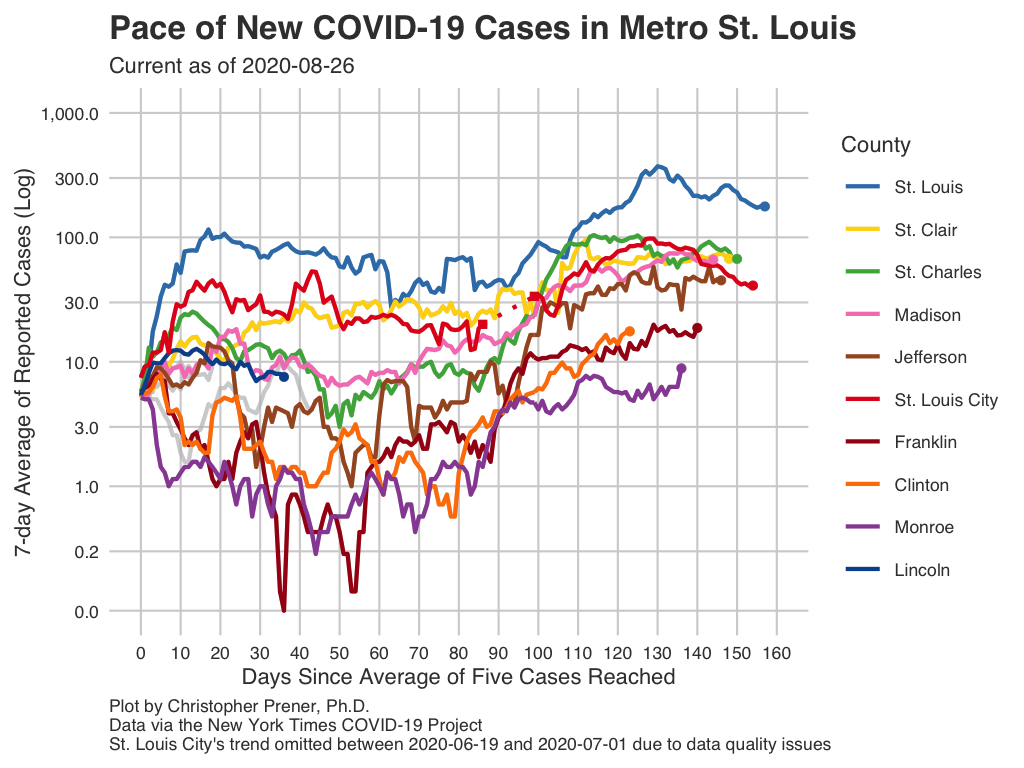 Pace of New COVID-19 Cases in Metro St. Louis
Current as of 2020-08-26
7-day Average of Reported Cases (Log)
1,000.0
300.0
100.0
30.0
10.0
3.0
1.0
0.2
0.0
0 10 20 30 40 50 60 70 80 90 100 110 120 130 140 150 160
Days Since Average of Five Cases Reached
County
St. Louis
St. Clair
St. Charles
Madison
Jefferson
St. Louis City
Franklin
Clinton
Monroe
Lincoln
Plot by Christopher Prener, Ph.D.
Data via the New York Times COVID-19 Project
St. Louis City's trend omitted between 2020-06-19 and 2020-07-01 due to data quality issues